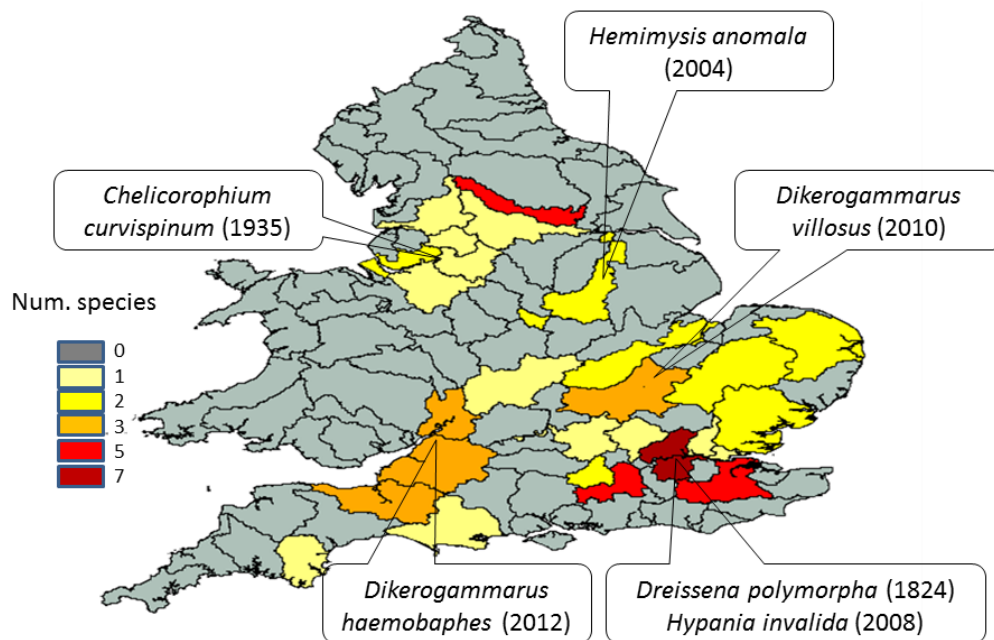 Hemimysis anomala
(2004)
Chelicorophium
curvispinum (1935)
Dikerogammarus
villosus (2010)
Num. species
0
1
2
3
5
7
Dikerogammarus
haemobaphes (2012)
Dreissena polymorpha (1824)
Hypania invalida (2008)